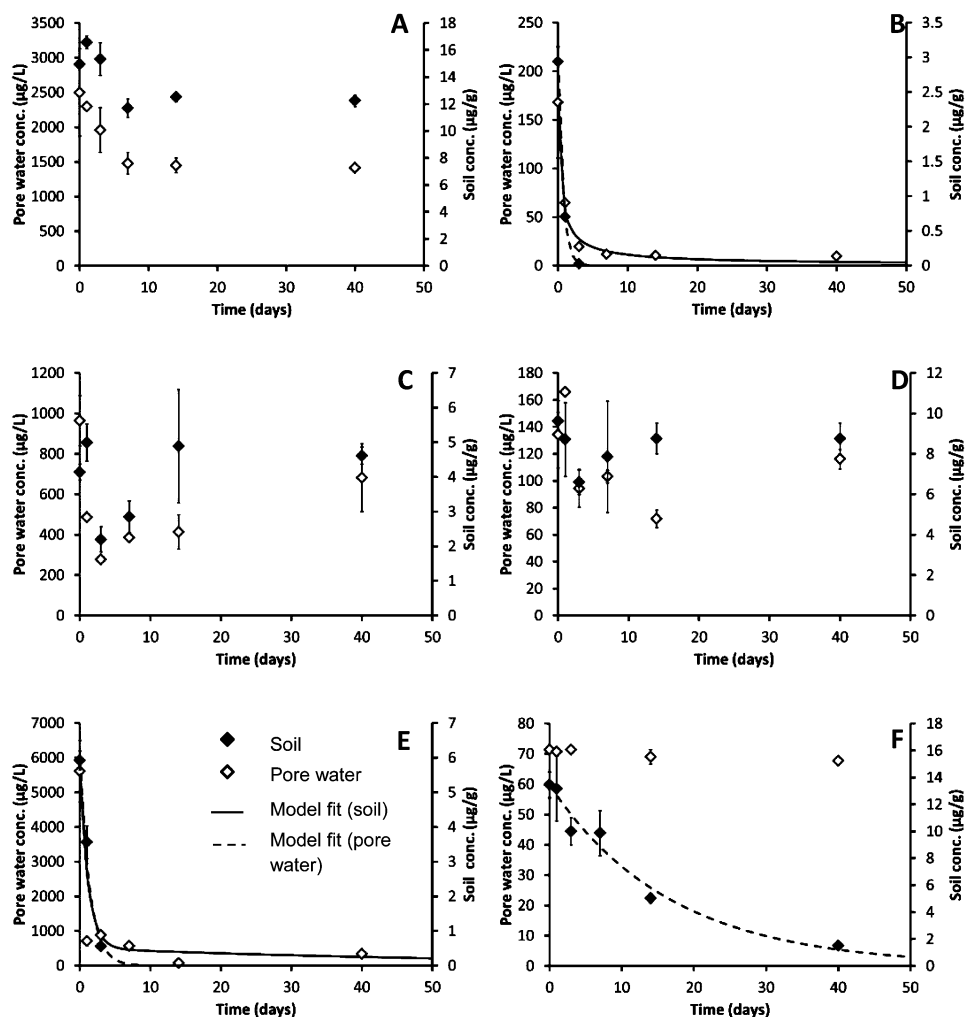 A
Pore water conc. (µg/L)
3500
3000
2500
2000
1500
1000
500
0
18
16
14
12
10
8
6
4
2
0
Soil conc. (µg/g)
0 10 20 30 40 50
Time (days)
B
Pore water conc. (µg/L)
250
200
150
100
50
0
3.5
3
2.5
2
1.5
1
0.5
0
Soil conc. (µg/g)
0 10 20 30 40 50
Time (days)
C
Pore water conc. (µg/L)
1200
1000
800
600
400
200
0
7
6
5
4
3
2
1
0
Soil conc. (µg/g)
0 10 20 30 40 50
Time (days)
D
Pore water conc. (µg/L)
180
160
140
120
100
80
60
40
20
0
12
10
8
6
4
2
0
Soil conc. (µg/g)
0 10 20 30 40 50
Time (days)
E
Pore water conc. (µg/L)
7000
6000
5000
4000
3000
2000
1000
0
Soil
Pore water
Model fit (soil)
Model fit (pore
water)
7
6
5
4
3
2
1
0
Soil conc. (µg/g)
0 10 20 30 40 50
Time (days)
F
Pore water conc. (µg/L)
80
70
60
50
40
30
20
10
0
18
16
14
12
10
8
6
4
2
0
Soil conc. (µg/g)
0 10 20 30 40 50
Time (days)